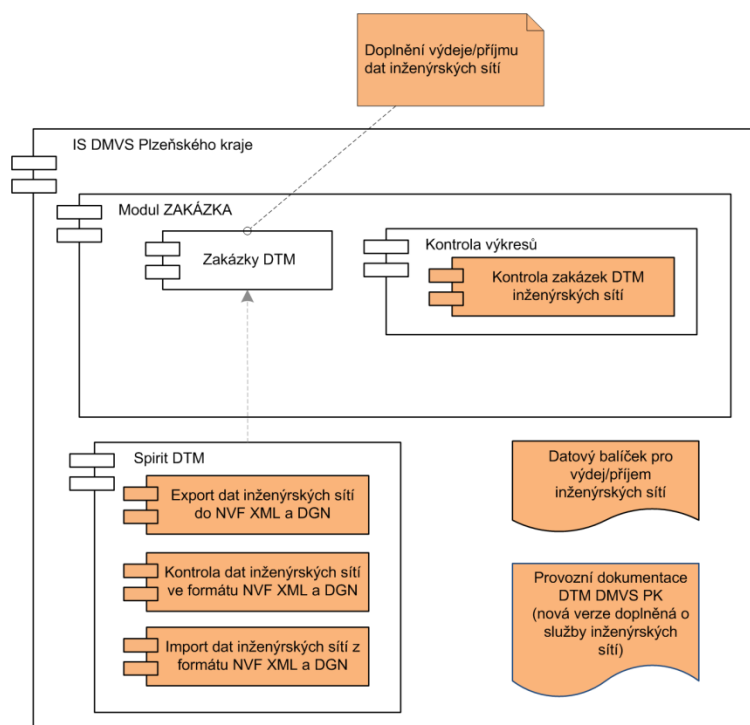 Doplnění výdeje/příjmu
dat inženýrských sítí
IS DMVS Plzeňského kraje
Modul ZAKÁZKA
Zakázky DTM
Kontrola výkresů
Kontrola zakázek DTM
inženýrských sítí
Spirit DTM
Export dat inženýrských sítí
do NVF XML a DGN
Kontrola dat inženýrských sítí
ve formátu NVF XML a DGN
Import dat inženýrských sítí z
formátu NVF XML a DGN
Datový balíček pro
výdej/příjem
inženýrských sítí
Provozní dokumentace
DTM DMVS PK
(nová verze doplněná o
služby inženýrských
sítí)